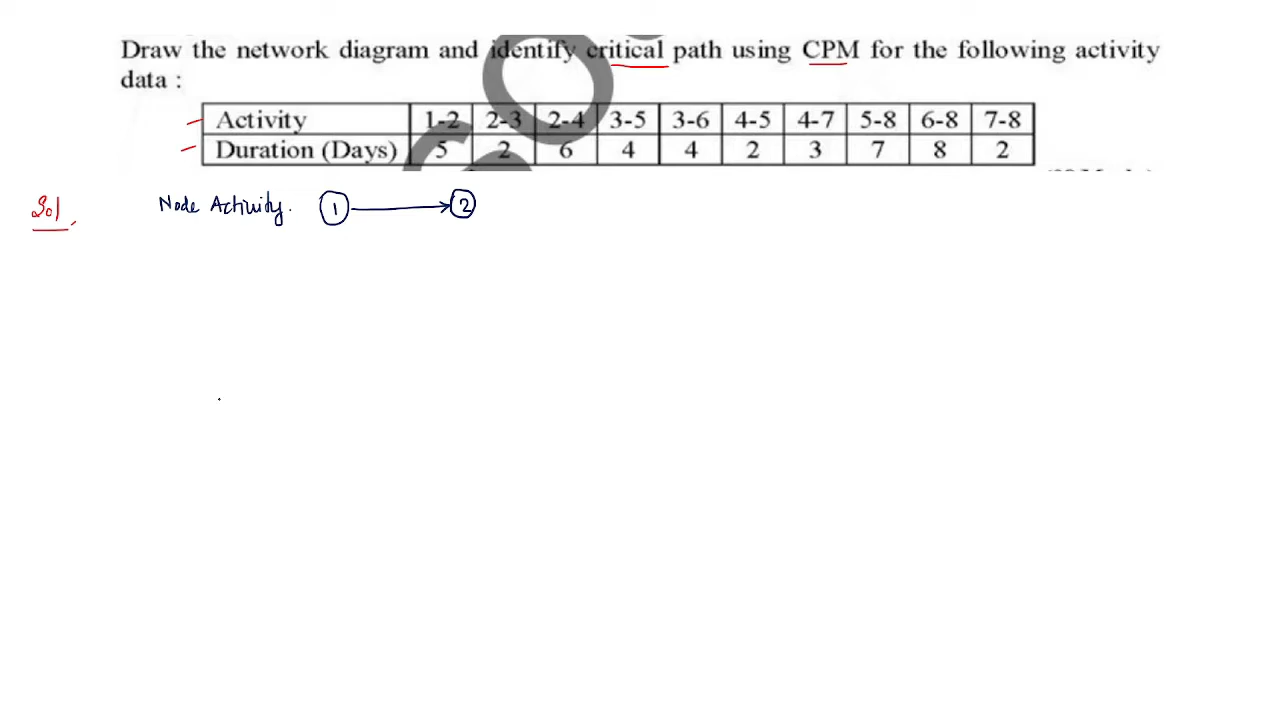 Draw the network diagram and identify critical path using CPM for the following activity
data :
Activity 1-2 2-3 2-4 3-5 3-6 4-5 4-7 5-8 6-8 7-8
Duration (Days) 5 2 6 4 4 2 3 7 8 2
Sol. Node Activity. 1 2